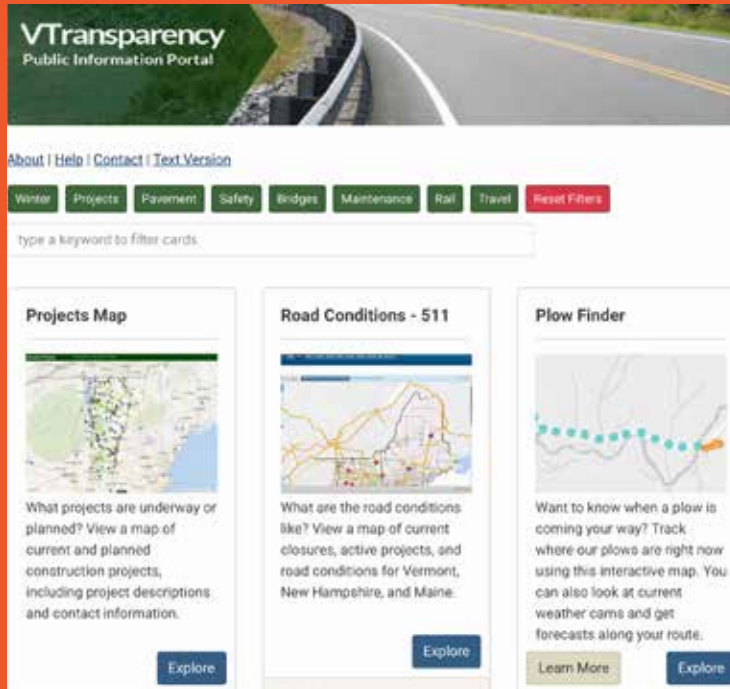 VTransparency
Public Information Portal
About | Help | Contact | Text Version
Winter Projects Pavement Safety Bridges Maintenance Rail Travel Reset Filters
type a keyword to filter cards
Projects Map
What projects are underway or
planned? View a map of
current and planned
construction projects,
including project descriptions
and contact information.
Explore
Road Conditions - 511
What are the road conditions
like? View a map of current
closures, active projects, and
road conditions for Vermont,
New Hampshire, and Maine.
Explore
Plow Finder
Want to know when a plow is
coming your way? Track
where our plows are right now
using this interactive map. You
can also look at current
weather cams and get
forecasts along your route.
Learn More Explore